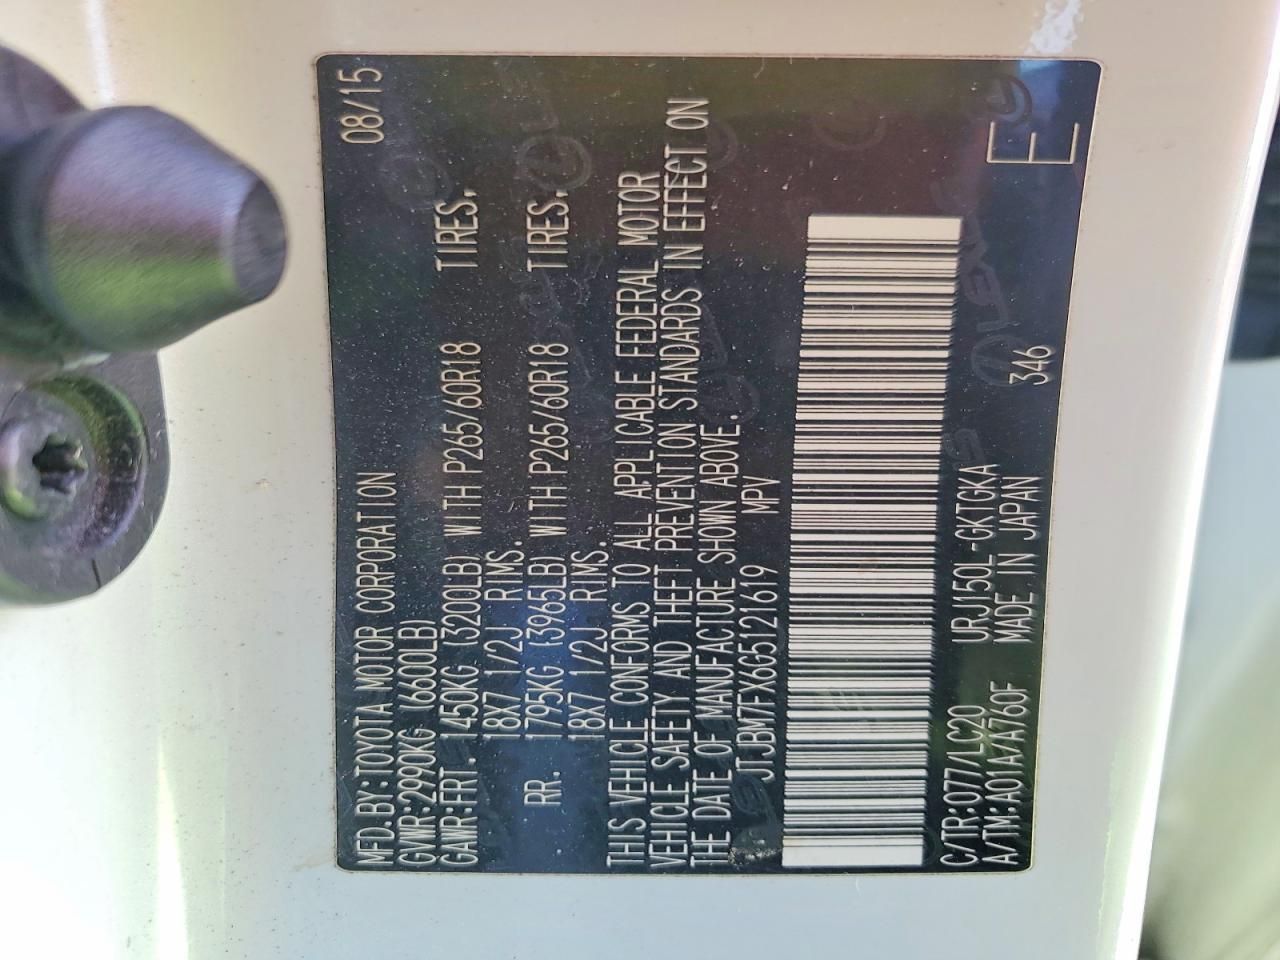 MFD.BY:TOYOTA MOTOR CORPORATION 08/15
GVWR:2990KG (6600LB)
GAWR:FRT. 1450KG (3200LB) WITH P265/60R18 TIRES,
18X7 1/2J RIMS.
RR. 1795KG (3965LB) WITH P265/60R18 TIRES,
18X7 1/2J RIMS.
THIS VEHICLE CONFORMS TO ALL APPLICABLE FEDERAL MOTOR
VEHICLE SAFETY AND THEFT PREVENTION STANDARDS IN EFFECT ON
THE DATE OF MANUFACTURE SHOWN ABOVE.
JTJBM7FX6G5121619 MPV
C/TR:077/LC20 URJ150L-GKTGKA E
A/TM:A01A/A760F MADE IN JAPAN 346